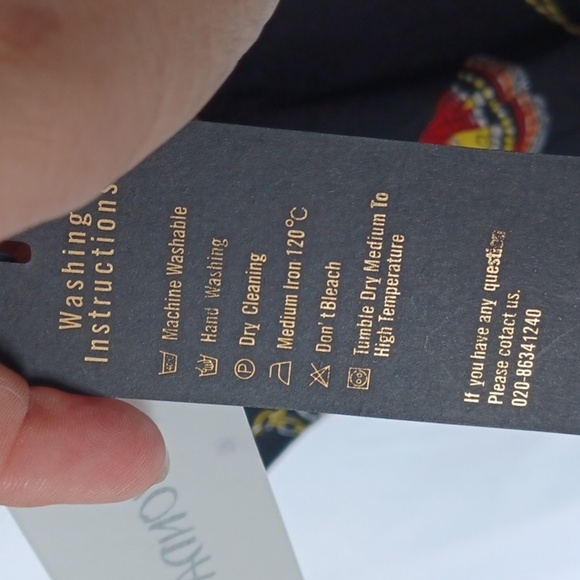 Washing
Instructions
Machine Washable
Hand Washing
P Dry Cleaning
Medium Iron 120°C
Don't Bleach
Tumble Dry Medium To
High Temperature
If you have any question
Please cotact us.
020-86341240